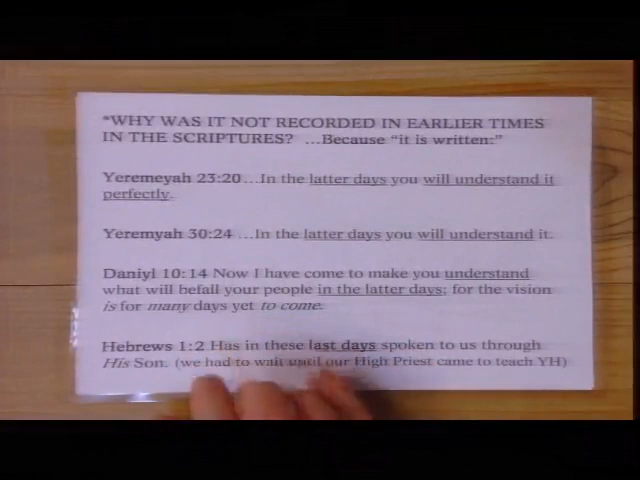 *WHY WAS IT NOT RECORDED IN EARLIER TIMES
IN THE SCRIPTURES? ...Because "it is written:"
Yeremeyah 23:20...In the latter days you will understand it
perfectly.
Yeremyah 30:24 ...In the latter days you will understand it.
Daniyl 10:14 Now I have come to make you understand
what will befall your people in the latter days; for the vision
is for many days yet to come.
Hebrews 1:2 Has in these last days spoken to us through
His Son. (we had to wait until our High Priest came to teach YH)